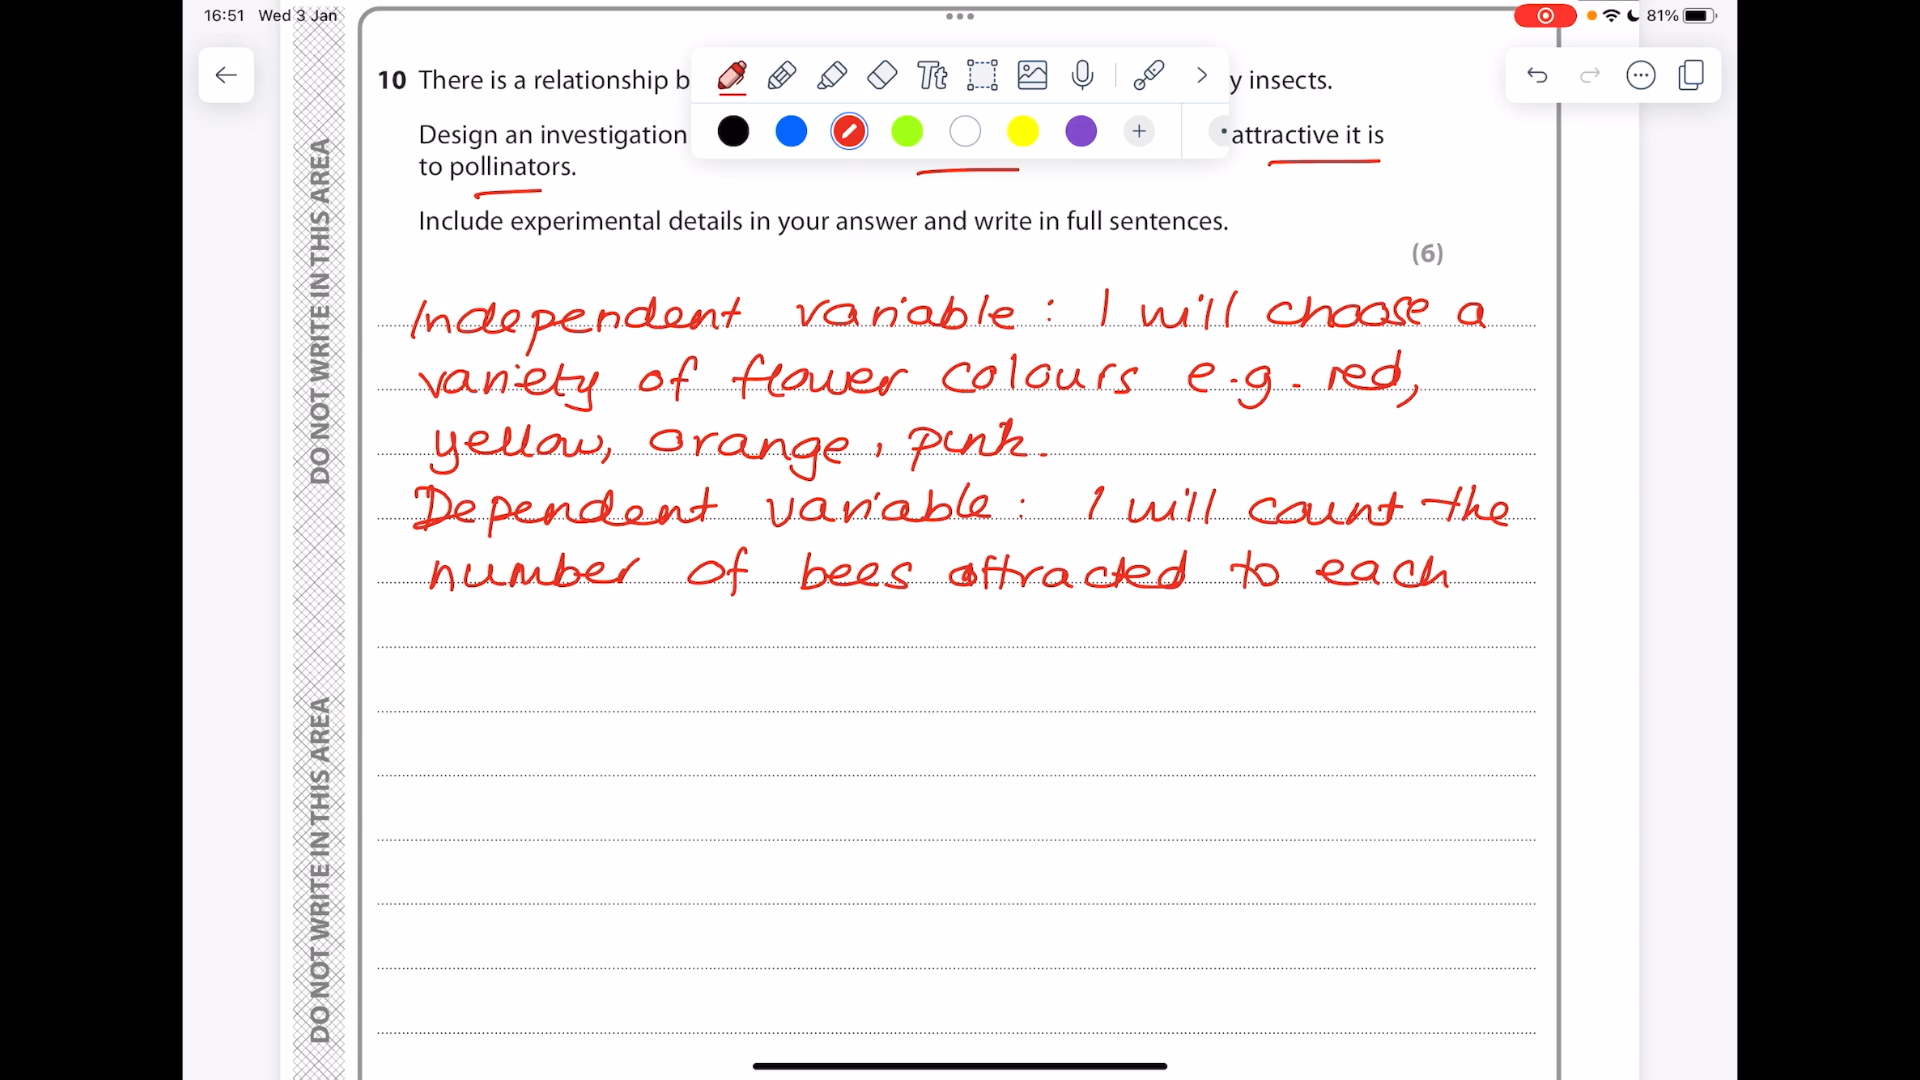 16:51 Wed 3 Jan
81%
10 There is a relationship b y insects.
Tt
Design an investigation attractive it is
to pollinators.
Include experimental details in your answer and write in full sentences.
(6)
Independent variable : I will choose a
variety of flower colours e.g. red,
yellow, orange, pink.
Dependent variable : I will count the
number of bees attracted to each
DO NOT WRITE IN THIS AREA
DO NOT WRITE IN THIS AREA